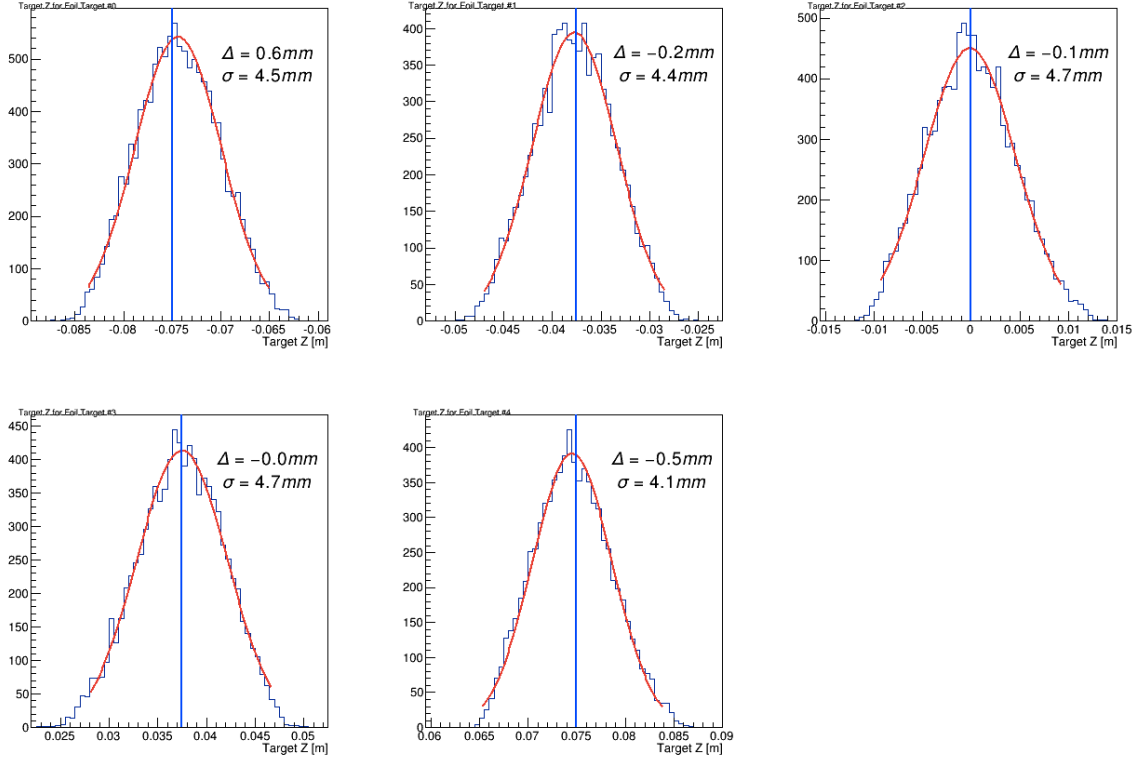 Target Z for Foil Target #0
500
400
300
200
100
0
Δ = 0.6mm
σ = 4.5mm
-0.085 -0.08 -0.075 -0.07 -0.065 -0.06
Target Z [m]
Target Z for Foil Target #1
400
350
300
250
200
150
100
50
0
Δ = −0.2mm
σ = 4.4mm
-0.05 -0.045 -0.04 -0.035 -0.03 -0.025
Target Z [m]
Target Z for Foil Target #2
500
400
300
200
100
0
Δ = −0.1mm
σ = 4.7mm
-0.015 -0.01 -0.005 0 0.005 0.01 0.015
Target Z [m]
Target Z for Foil Target #3
450
400
350
300
250
200
150
100
50
0
Δ = −0.0mm
σ = 4.7mm
0.025 0.03 0.035 0.04 0.045 0.05
Target Z [m]
Target Z for Foil Target #4
400
350
300
250
200
150
100
50
0
Δ = −0.5mm
σ = 4.1mm
0.06 0.065 0.07 0.075 0.08 0.085 0.09
Target Z [m]